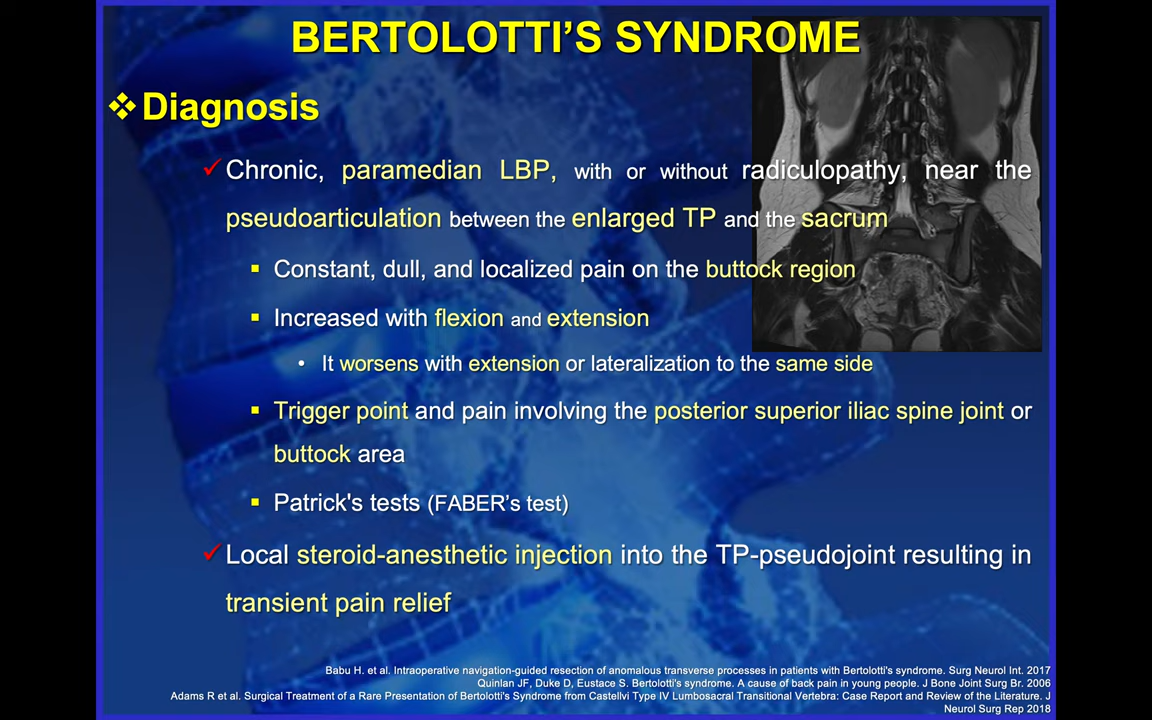 BERTOLOTTI’S SYNDROME
❖Diagnosis
✓Chronic, paramedian LBP, with or without radiculopathy, near the
pseudoarticulation between the enlarged TP and the sacrum
▪ Constant, dull, and localized pain on the buttock region
▪ Increased with flexion and extension
• It worsens with extension or lateralization to the same side
▪ Trigger point and pain involving the posterior superior iliac spine joint or
buttock area
▪ Patrick's tests (FABER’s test)
✓Local steroid-anesthetic injection into the TP-pseudojoint resulting in
transient pain relief
Babu H. et al. Intraoperative navigation-guided resection of anomalous transverse processes in patients with Bertolotti's syndrome. Surg Neurol Int. 2017
Quinlan JF, Duke D, Eustace S. Bertolotti's syndrome. A cause of back pain in young people. J Bone Joint Surg Br. 2006
Adams R et al. Surgical Treatment of a Rare Presentation of Bertolotti's Syndrome from Castellvi Type IV Lumbosacral Transitional Vertebra: Case Report and Review of the Literature. J
Neurol Surg Rep 2018